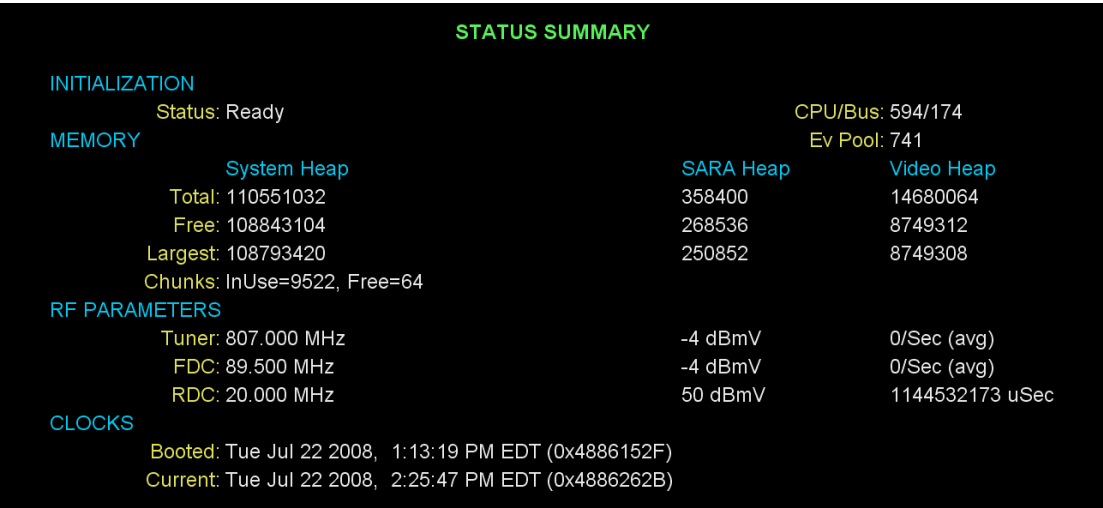 STATUS SUMMARY
INITIALIZATION
Status: Ready CPU/Bus: 594/174
MEMORY Ev Pool: 741
System Heap SARA Heap Video Heap
Total: 110551032 358400 14680064
Free: 108843104 268536 8749312
Largest: 108793420 250852 8749308
Chunks: InUse=9522, Free=64
RF PARAMETERS
Tuner: 807.000 MHz -4 dBmV 0/Sec (avg)
FDC: 89.500 MHz -4 dBmV 0/Sec (avg)
RDC: 20.000 MHz 50 dBmV 1144532173 uSec
CLOCKS
Booted: Tue Jul 22 2008, 1:13:19 PM EDT (0x4886152F)
Current: Tue Jul 22 2008, 2:25:47 PM EDT (0x4886262B)